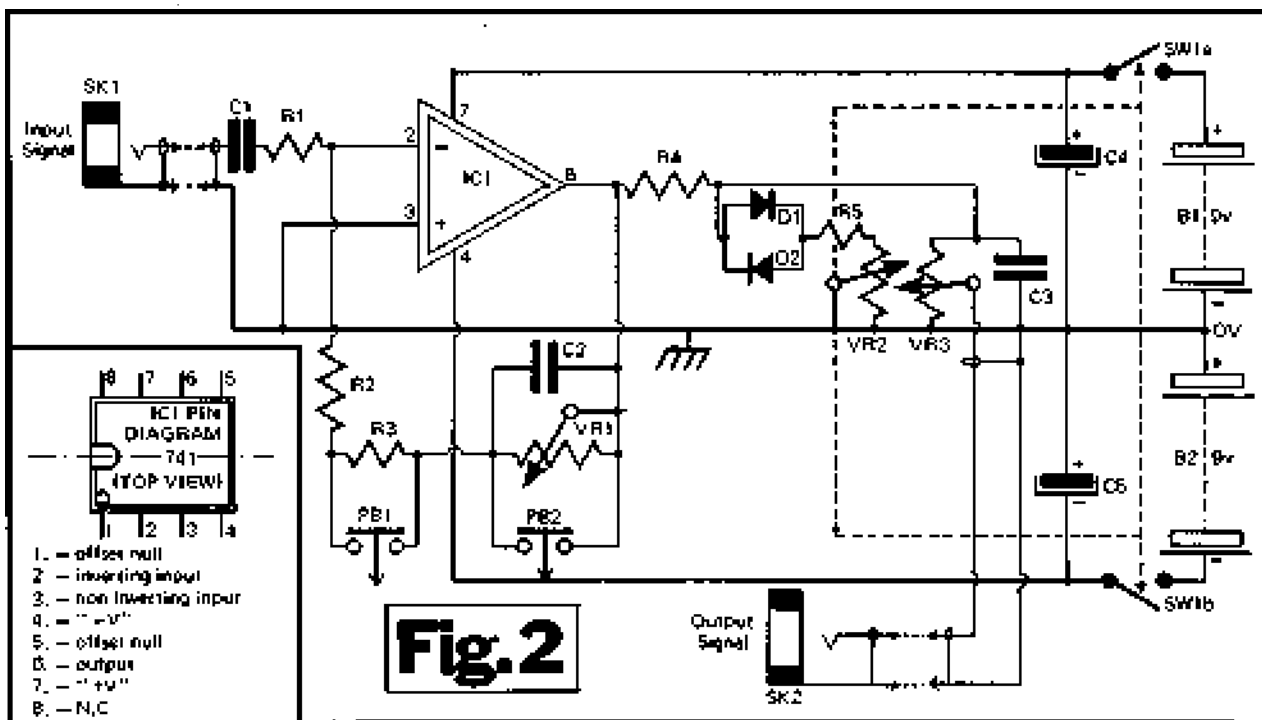 SK1
Input
Signal
C1
R1
2
7
3
4
IC1
6
R4
D1
D2
R5
VR2
VR3
C3
C4
SW1a
+
-
B1 9v
0V
B2 9v
C5
+
-
SW1b
R2
R3
C2
VR1
PB1
PB2
8 7 6 5
IC1 PIN
DIAGRAM
741
(TOP VIEW)
1 2 3 4
1. — offset null
2 — inverting input
3. — non inverting input
4. — "-V"
5. — offset null
6. — output
7. — "+V"
8. — N.C
Fig.2
Output
Signal
SK2